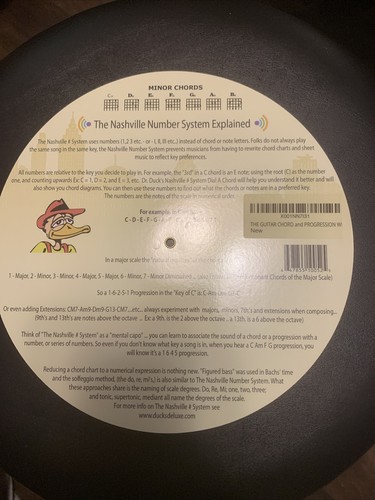 MINOR CHORDS
C- D- E- F- G- A- B-
The Nashville Number System Explained
The Nashville # System uses numbers (1,2,3 etc.- or - I, II, III etc.,) instead of chord or note letters. Folks do not always play
the same song in the same key, the Nashville Number System prevents musicians from having to rewrite chord charts and sheet
music to reflect key preferences
All numbers are relative to the key you decide to play in. For example, the "3rd" in a C chord is an E note; using the root (C) as the number
one, and counting upwards Ex: C = 1, D = 2, and E = 3, etc. Dr. Duck's Nashville # System Dial A Chord will help you understand it better and will
also show you chord diagrams. You can then use these numbers to find out what the chords or notes are in a preferred key.
The numbers are the notes of the scale in numerical order.
For example
C - D - E - F - G
THE GUITAR CHORD and PROGRESSION W
New
In a major scale the
1 - Major, 2 - Minor, 3 - Minor, 4 - Major, 5 - Major, 6 - Minor, 7 - Minor Chords of the Major Scale)
So a 1-6-2-5-1 Progression in the "Key of C" is: C-Am
Or even adding Extensions: CM7-Am9-Dm9-G13-CM7...etc... always experiment with majors, minors, 7ths and extensions when composing...
(9th's and 13th's are notes above the octave ... Ex: a 9th is the 2 above the octave , a 13th is a 6 above the octave)
Think of "The Nashville # System" as "mental capo"... you can learn to associate the sound of a chord or a progression with a
number, or series of numbers. So even if you don't know what key a song is in, when you hear a C Am F G progression, you
will know it's a 1 6 4 5 progression.
Reducing a chord chart to a numerical expression is nothing new. "Figured bass" was used in Bachs' time
and the solfeggio method, (the do, re, mi's,) is also similar to The Nashville Number System. What
these approaches share is the naming of scale degrees. Do, Re, Me; one, two, three;
and tonic, supertonic, mediant all name the degrees of the scale.
For more info on The Nashville # System see
www.ducksdeluxe.com